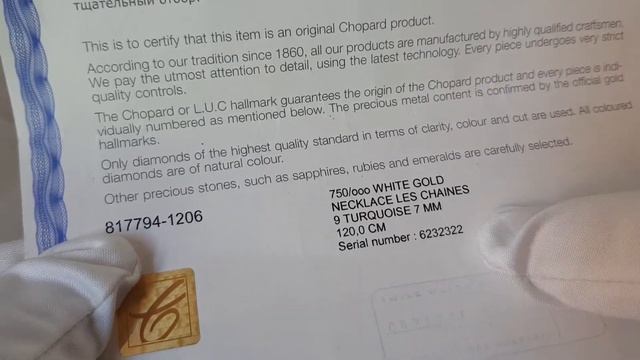 тщательный отбор.
This is to certify that this item is an original Chopard product.
According to our tradition since 1860, all our products are manufactured by highly qualified craftsmen.
We pay the utmost attention to detail, using the latest technology. Every piece undergoes very strict
quality controls.
The Chopard or L.U.C hallmark guarantees the origin of the Chopard product and every piece is indi-
vidually numbered as mentioned below. The precious metal content is confirmed by the official gold
hallmarks.
Only diamonds of the highest quality standard in terms of clarity, colour and cut are used. All coloured
diamonds are of natural colour.
Other precious stones, such as sapphires, rubies and emeralds are carefully selected.
817794-1206
750/ooo WHITE GOLD
NECKLACE LES CHAINES
9 TURQUOISE 7 MM
120,0 CM
Serial number : 6232322